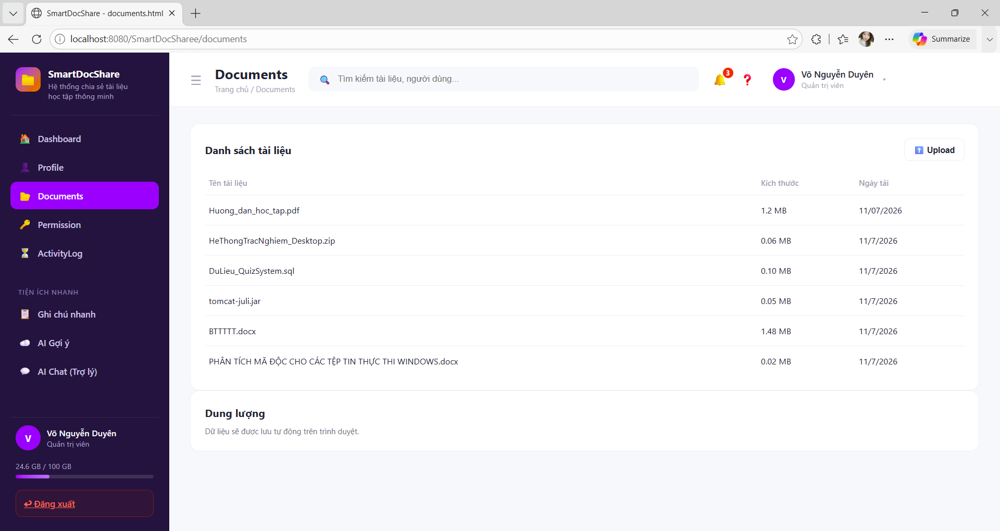 SmartDocShare - documents.html
localhost:8080/SmartDocSharee/documents
Summarize
SmartDocShare
Hệ thống chia sẻ tài liệu
học tập thông minh
Dashboard
Profile
Documents
Permission
ActivityLog
TIỆN ÍCH NHANH
Ghi chú nhanh
AI Gợi ý
AI Chat (Trợ lý)
V
Võ Nguyễn Duyên
Quản trị viên
24.6 GB / 100 GB
Đăng xuất
Documents
Trang chủ / Documents
Tìm kiếm tài liệu, người dùng...
3
V
Võ Nguyễn Duyên
Quản trị viên
Danh sách tài liệu
Upload
Tên tài liệu Kích thước Ngày tải
Huong_dan_hoc_tap.pdf 1.2 MB 11/07/2026
HeThongTracNghiem_Desktop.zip 0.06 MB 11/7/2026
DuLieu_QuizSystem.sql 0.10 MB 11/7/2026
tomcat-juli.jar 0.05 MB 11/7/2026
BTTTTT.docx 1.48 MB 11/7/2026
PHÂN TÍCH MÃ ĐỘC CHO CÁC TỆP TIN THỰC THI WINDOWS.docx 0.02 MB 11/7/2026
Dung lượng
Dữ liệu sẽ được lưu tự động trên trình duyệt.